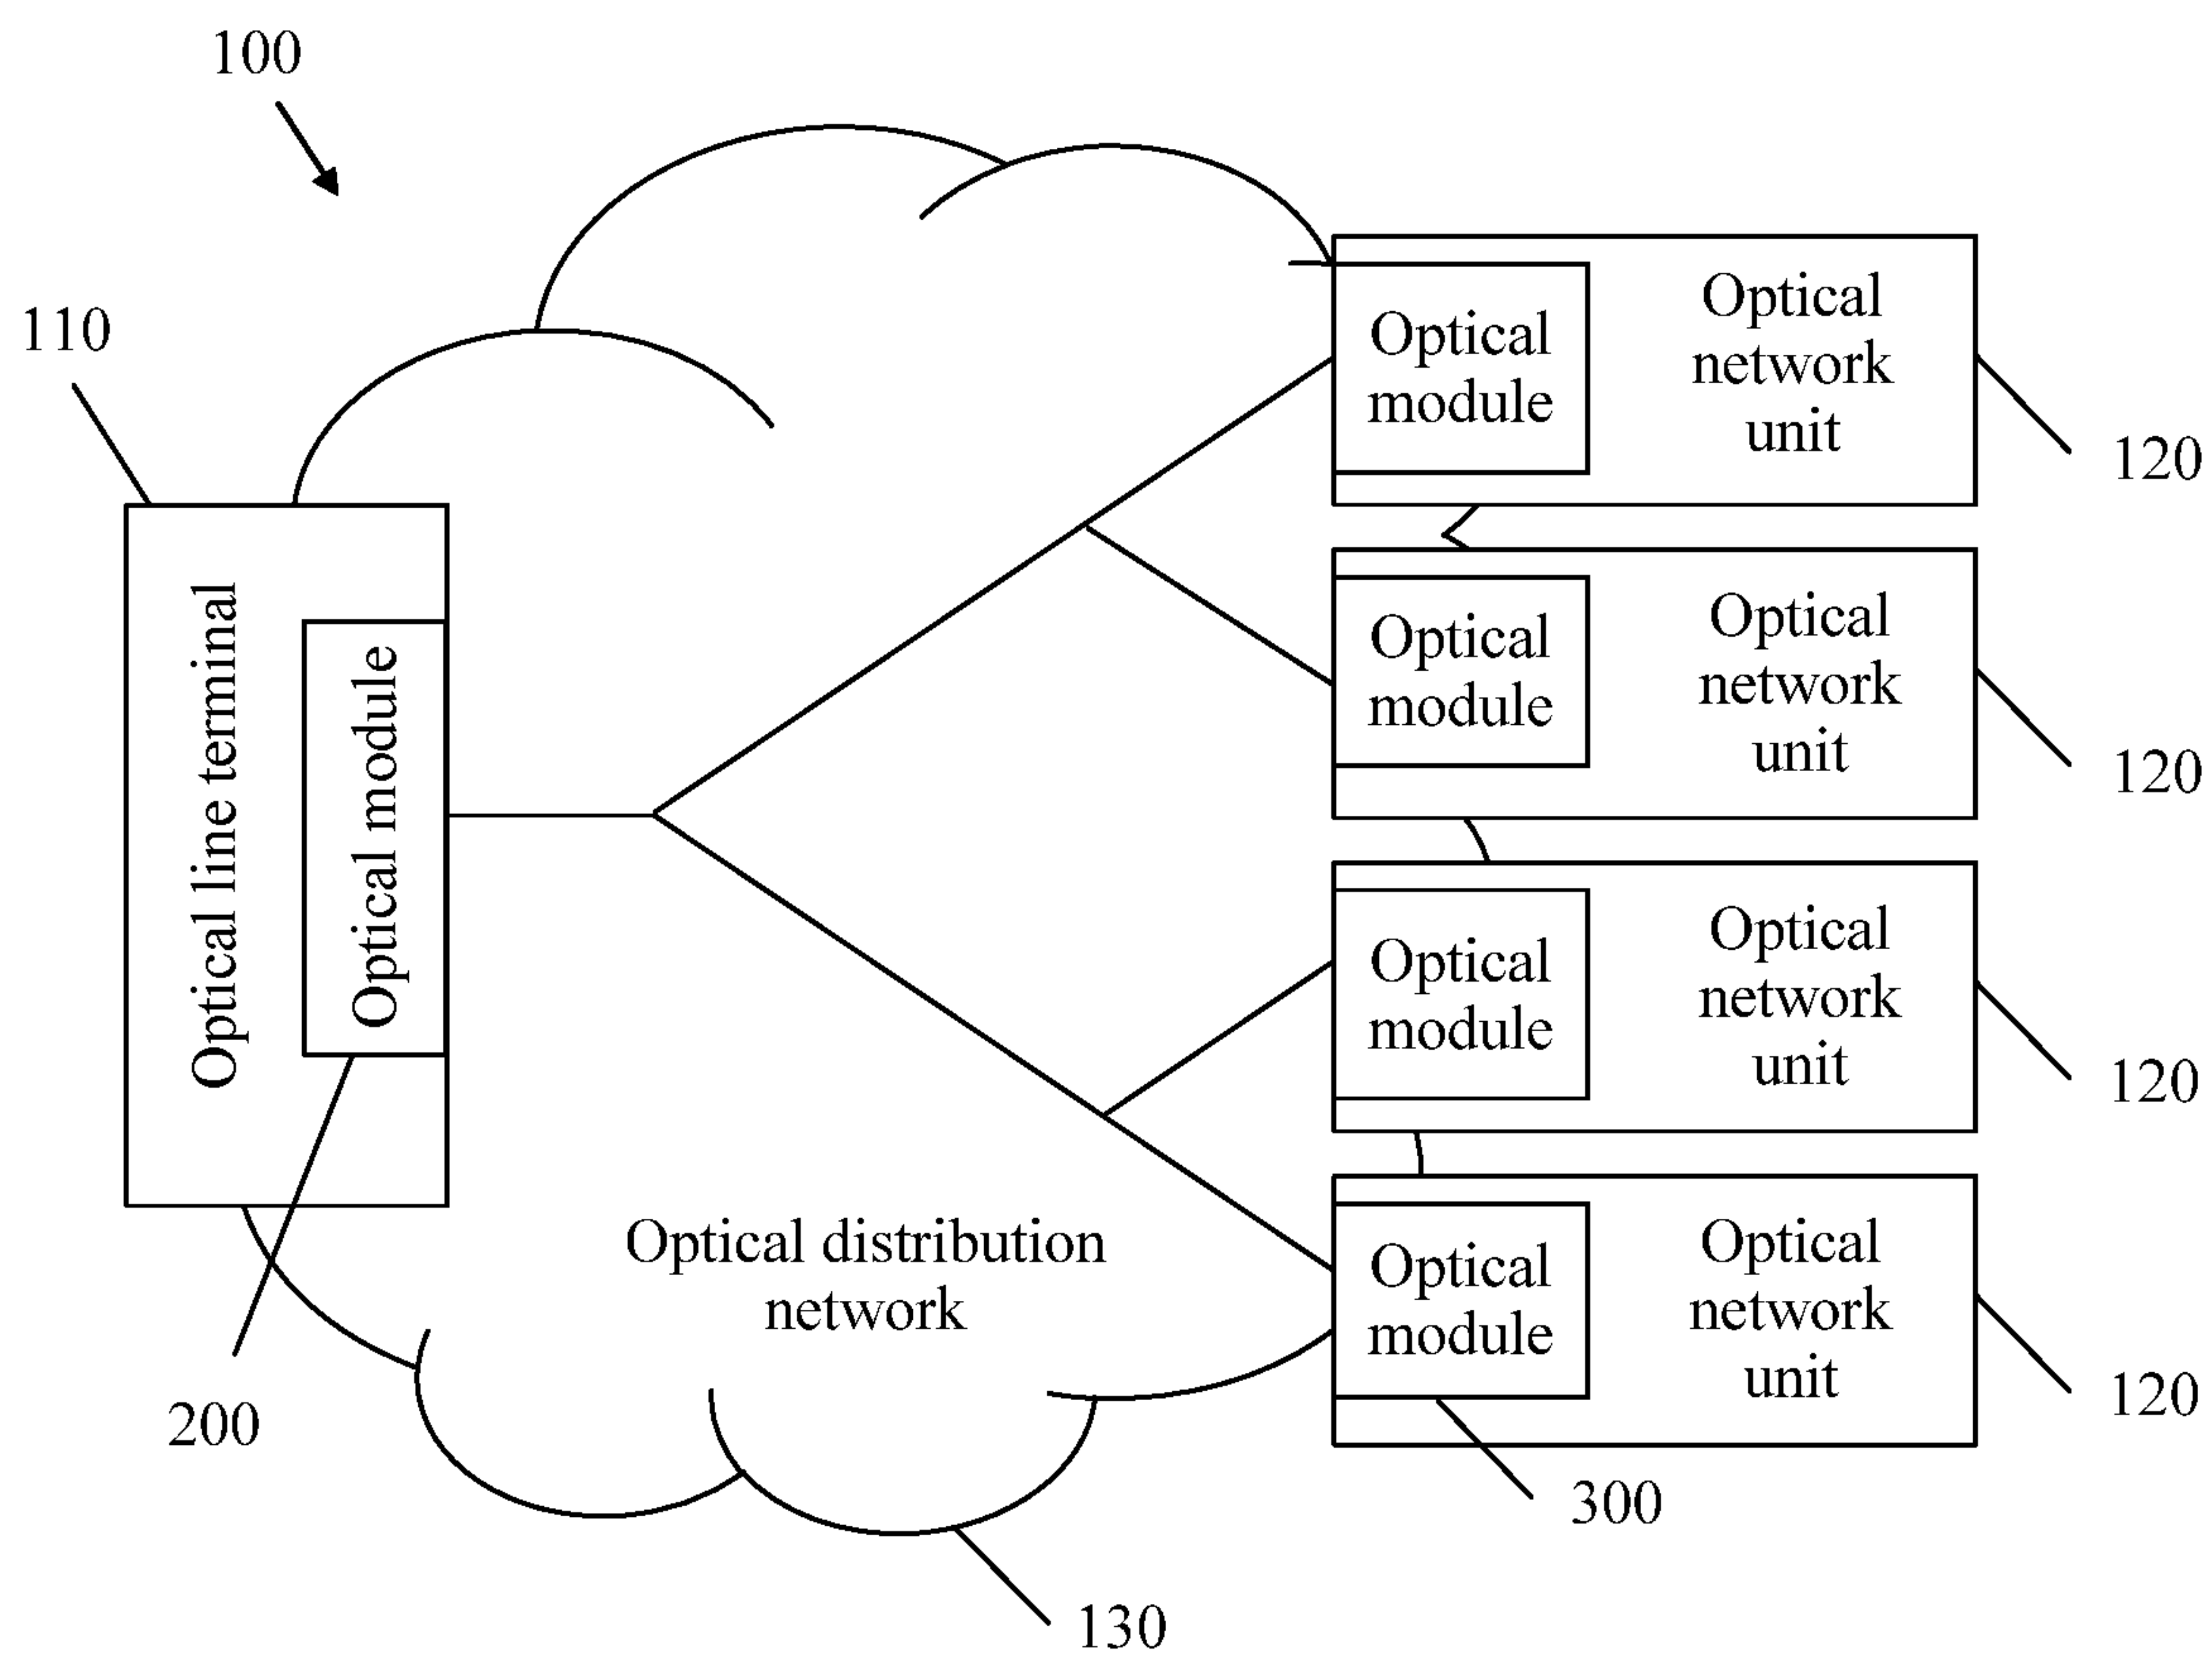 100
110
Optical line terminal
Optical module
200
Optical distribution
network
130
Optical
module
Optical
network
unit
120
Optical
module
Optical
network
unit
120
Optical
module
Optical
network
unit
120
Optical
module
Optical
network
unit
120
300